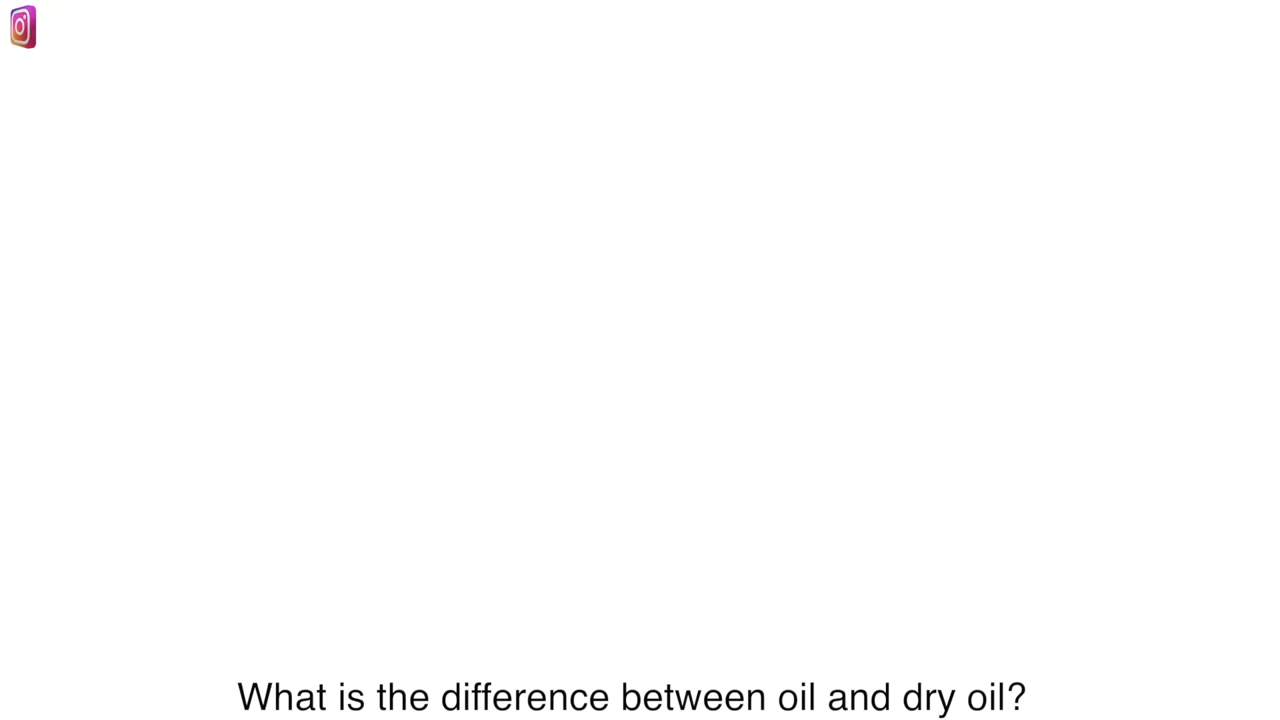 What is the difference between oil and dry oil?